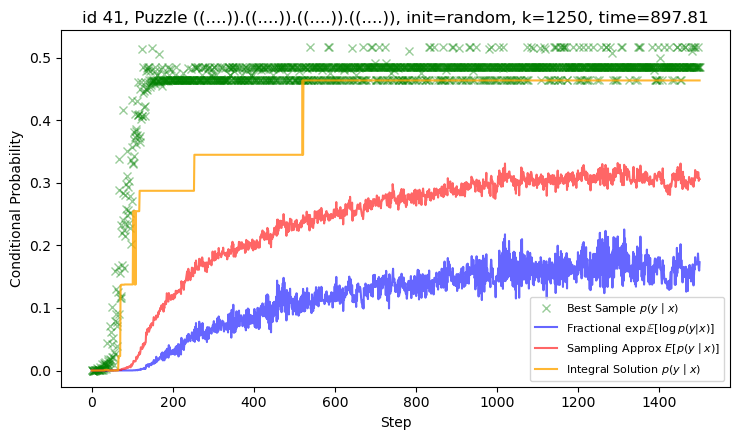 id 41, Puzzle ((....)).((....)).((....)).((....)), init=random, k=1250, time=897.81
Conditional Probability
0.5
0.4
0.3
0.2
0.1
0.0
Best Sample p(y | x)
Fractional exp 𝔼[log p(y|x)]
Sampling Approx E[p(y | x)]
Integral Solution p(y | x)
0 200 400 600 800 1000 1200 1400
Step